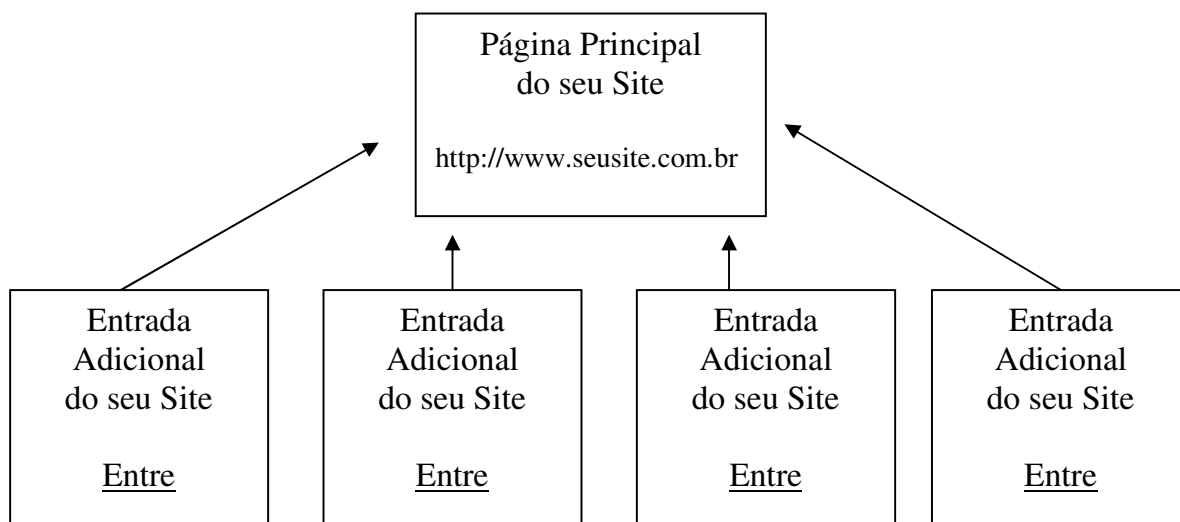 Página Principal
do seu Site
http://www.seusite.com.br
Entrada
Adicional
do seu Site
Entre
Entrada
Adicional
do seu Site
Entre
Entrada
Adicional
do seu Site
Entre
Entrada
Adicional
do seu Site
Entre